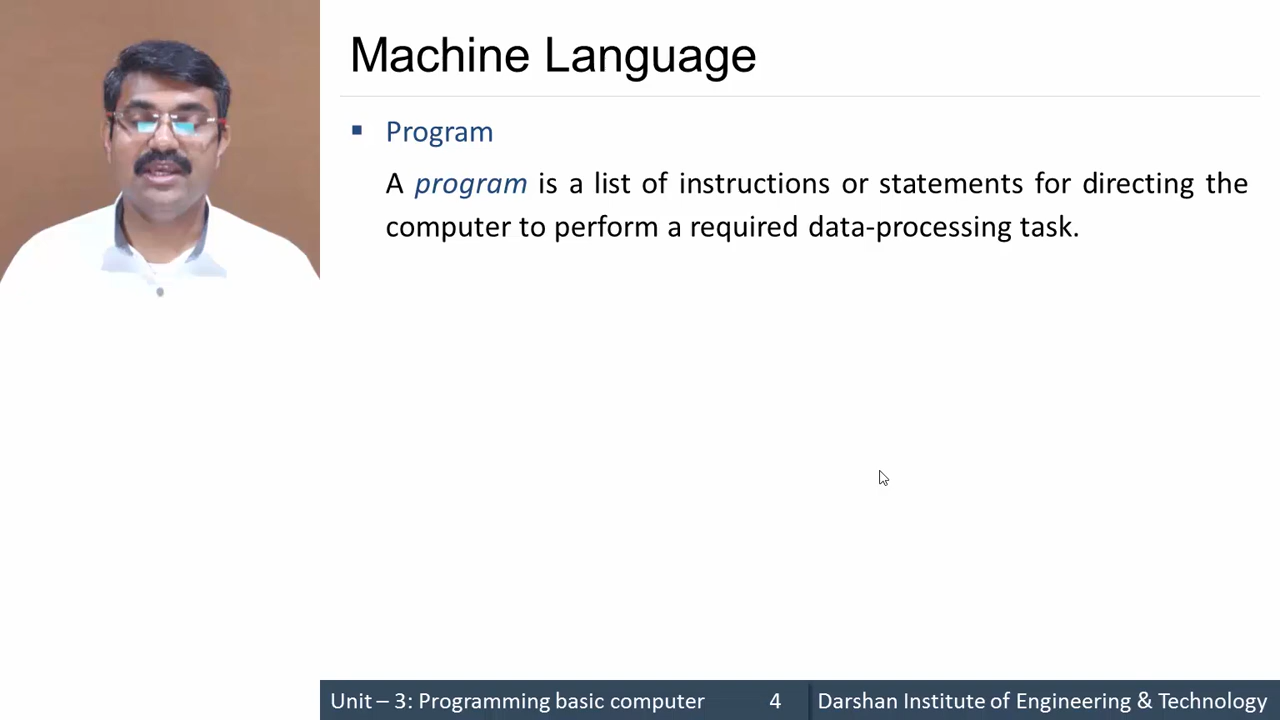 Machine Language
Program
A program is a list of instructions or statements for directing the
computer to perform a required data-processing task.
Unit – 3: Programming basic computer 4 Darshan Institute of Engineering & Technology